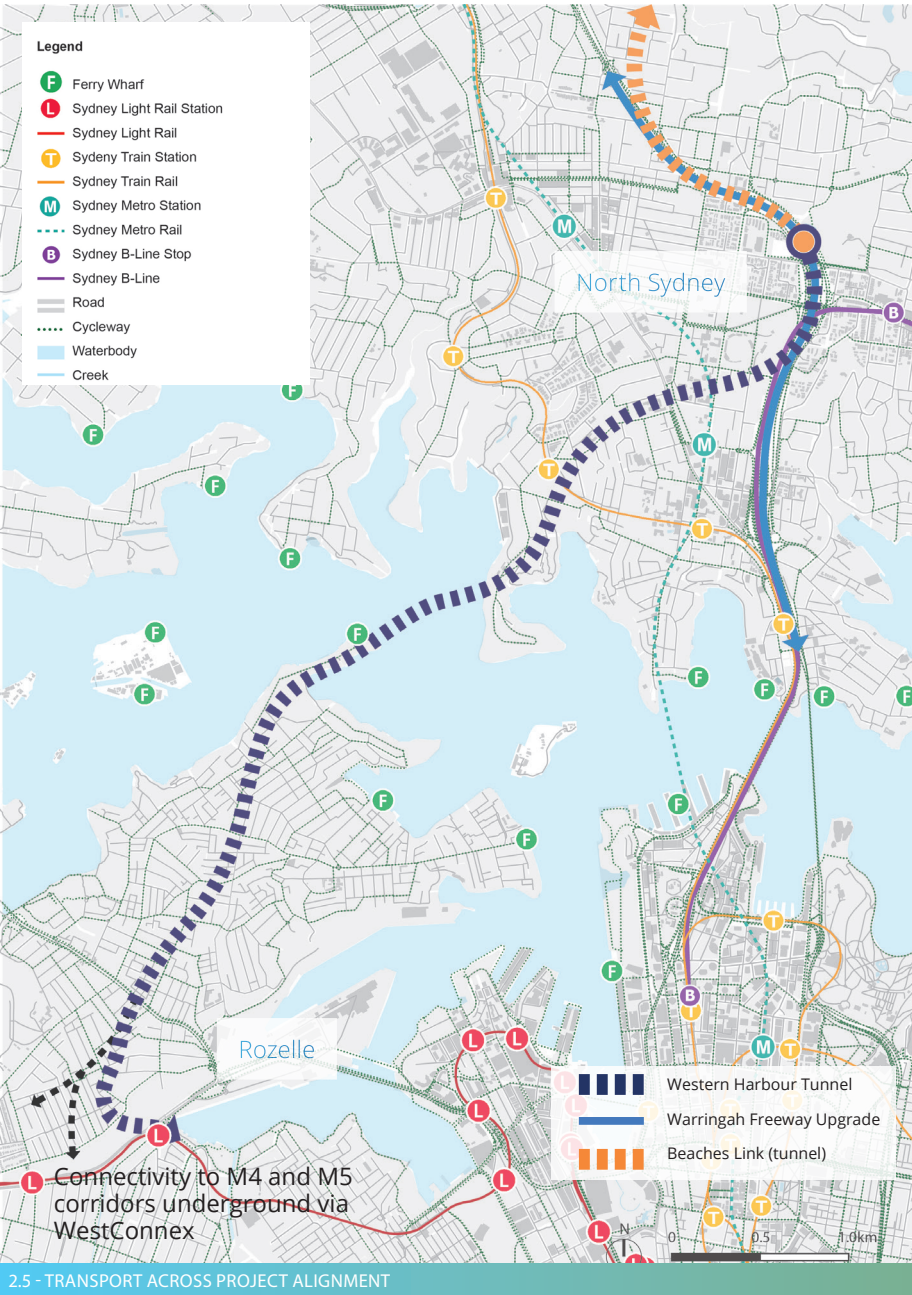 Legend
F Ferry Wharf
L Sydney Light Rail Station
Sydney Light Rail
T Sydeny Train Station
Sydney Train Rail
M Sydney Metro Station
Sydney Metro Rail
B Sydney B-Line Stop
Sydney B-Line
Road
Cycleway
Waterbody
Creek
T
M
North Sydney
B
T
F
F
M
T
F
T
F
T
F
F
F
F
F
F
F
F
F
F
F
T
F
B
T
Rozelle
L
L
M
T
L
L
Western Harbour Tunnel
L
T
T
L
Warringah Freeway Upgrade
L
T
L
Beaches Link (tunnel)
L
Connectivity to M4 and M5
corridors underground via
WestConnex
L
L
T
T
L
N
0 0.5 1.0km
2.5 - TRANSPORT ACROSS PROJECT ALIGNMENT